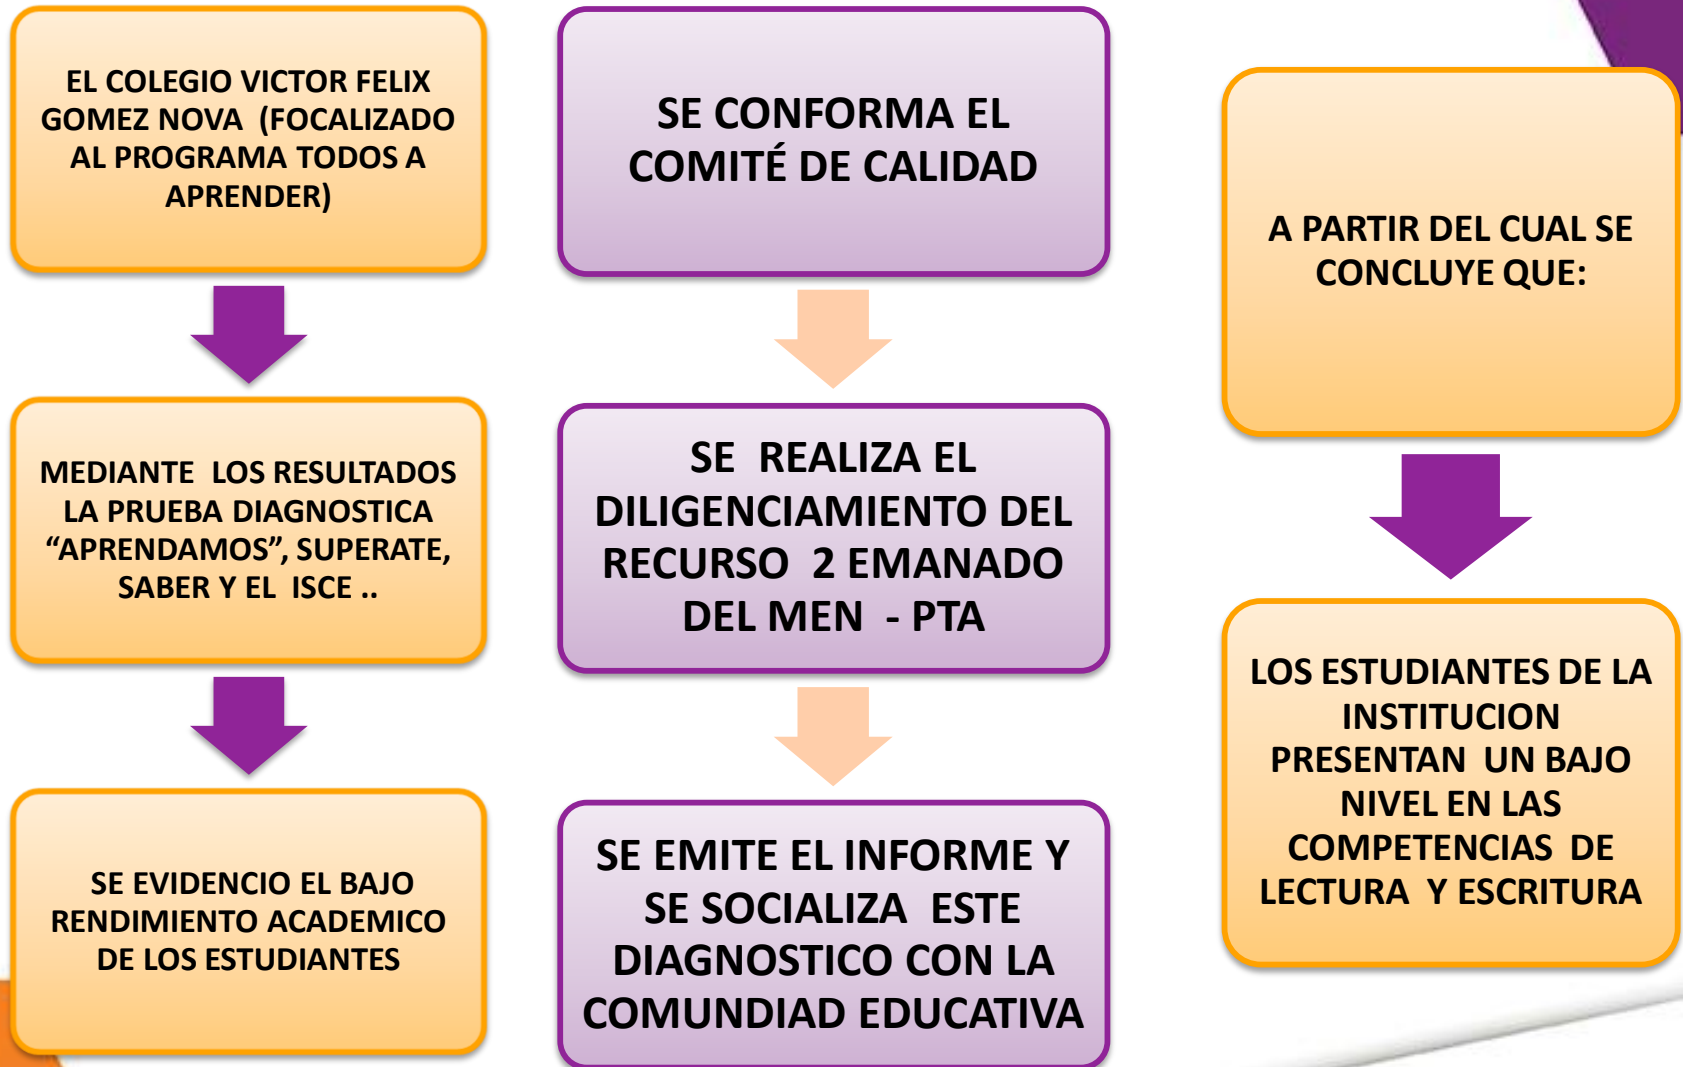 EL COLEGIO VICTOR FELIX
GOMEZ NOVA (FOCALIZADO
AL PROGRAMA TODOS A
APRENDER)
MEDIANTE LOS RESULTADOS
LA PRUEBA DIAGNOSTICA
“APRENDAMOS”, SUPERATE,
SABER Y EL ISCE ..
SE EVIDENCIO EL BAJO
RENDIMIENTO ACADEMICO
DE LOS ESTUDIANTES
SE CONFORMA EL
COMITÉ DE CALIDAD
SE REALIZA EL
DILIGENCIAMIENTO DEL
RECURSO 2 EMANADO
DEL MEN - PTA
SE EMITE EL INFORME Y
SE SOCIALIZA ESTE
DIAGNOSTICO CON LA
COMUNDIAD EDUCATIVA
A PARTIR DEL CUAL SE
CONCLUYE QUE:
LOS ESTUDIANTES DE LA
INSTITUCION
PRESENTAN UN BAJO
NIVEL EN LAS
COMPETENCIAS DE
LECTURA Y ESCRITURA